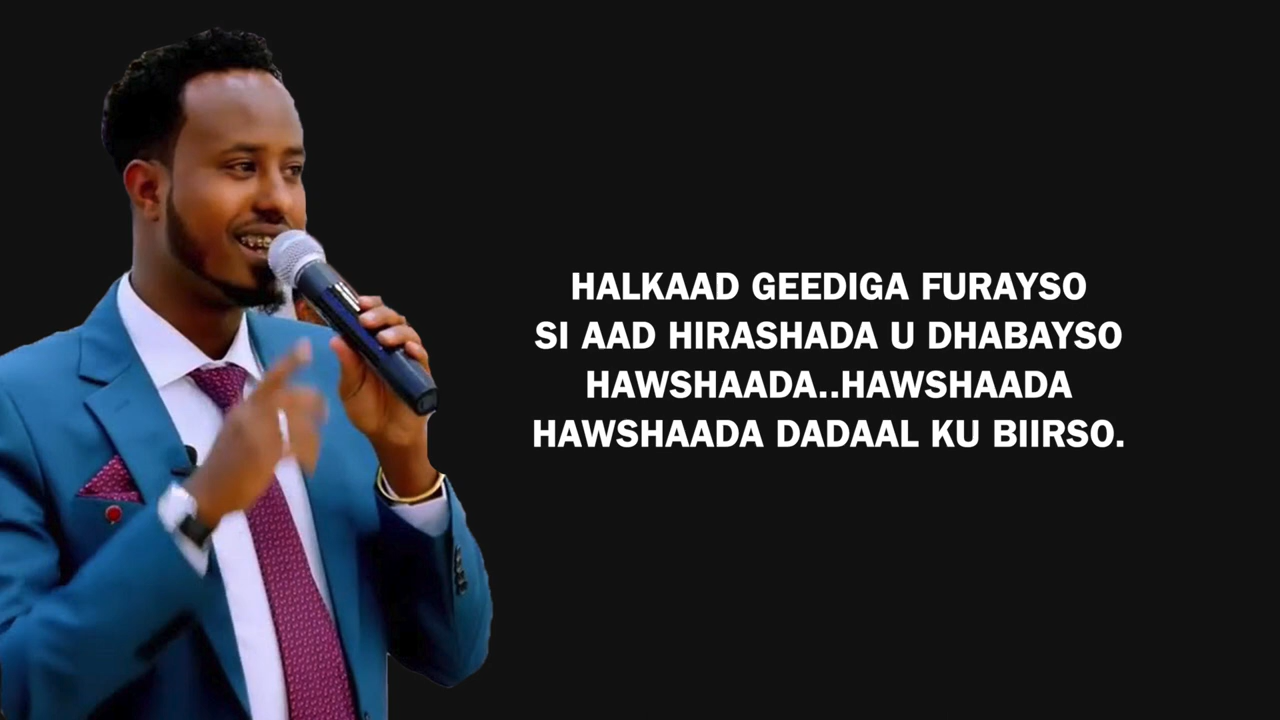 HALKAAD GEEDIGA FURAYSO
SI AAD HIRASHADA U DHABAYSO
HAWSHAADA..HAWSHAADA
HAWSHAADA DADAAL KU BIIRSO.